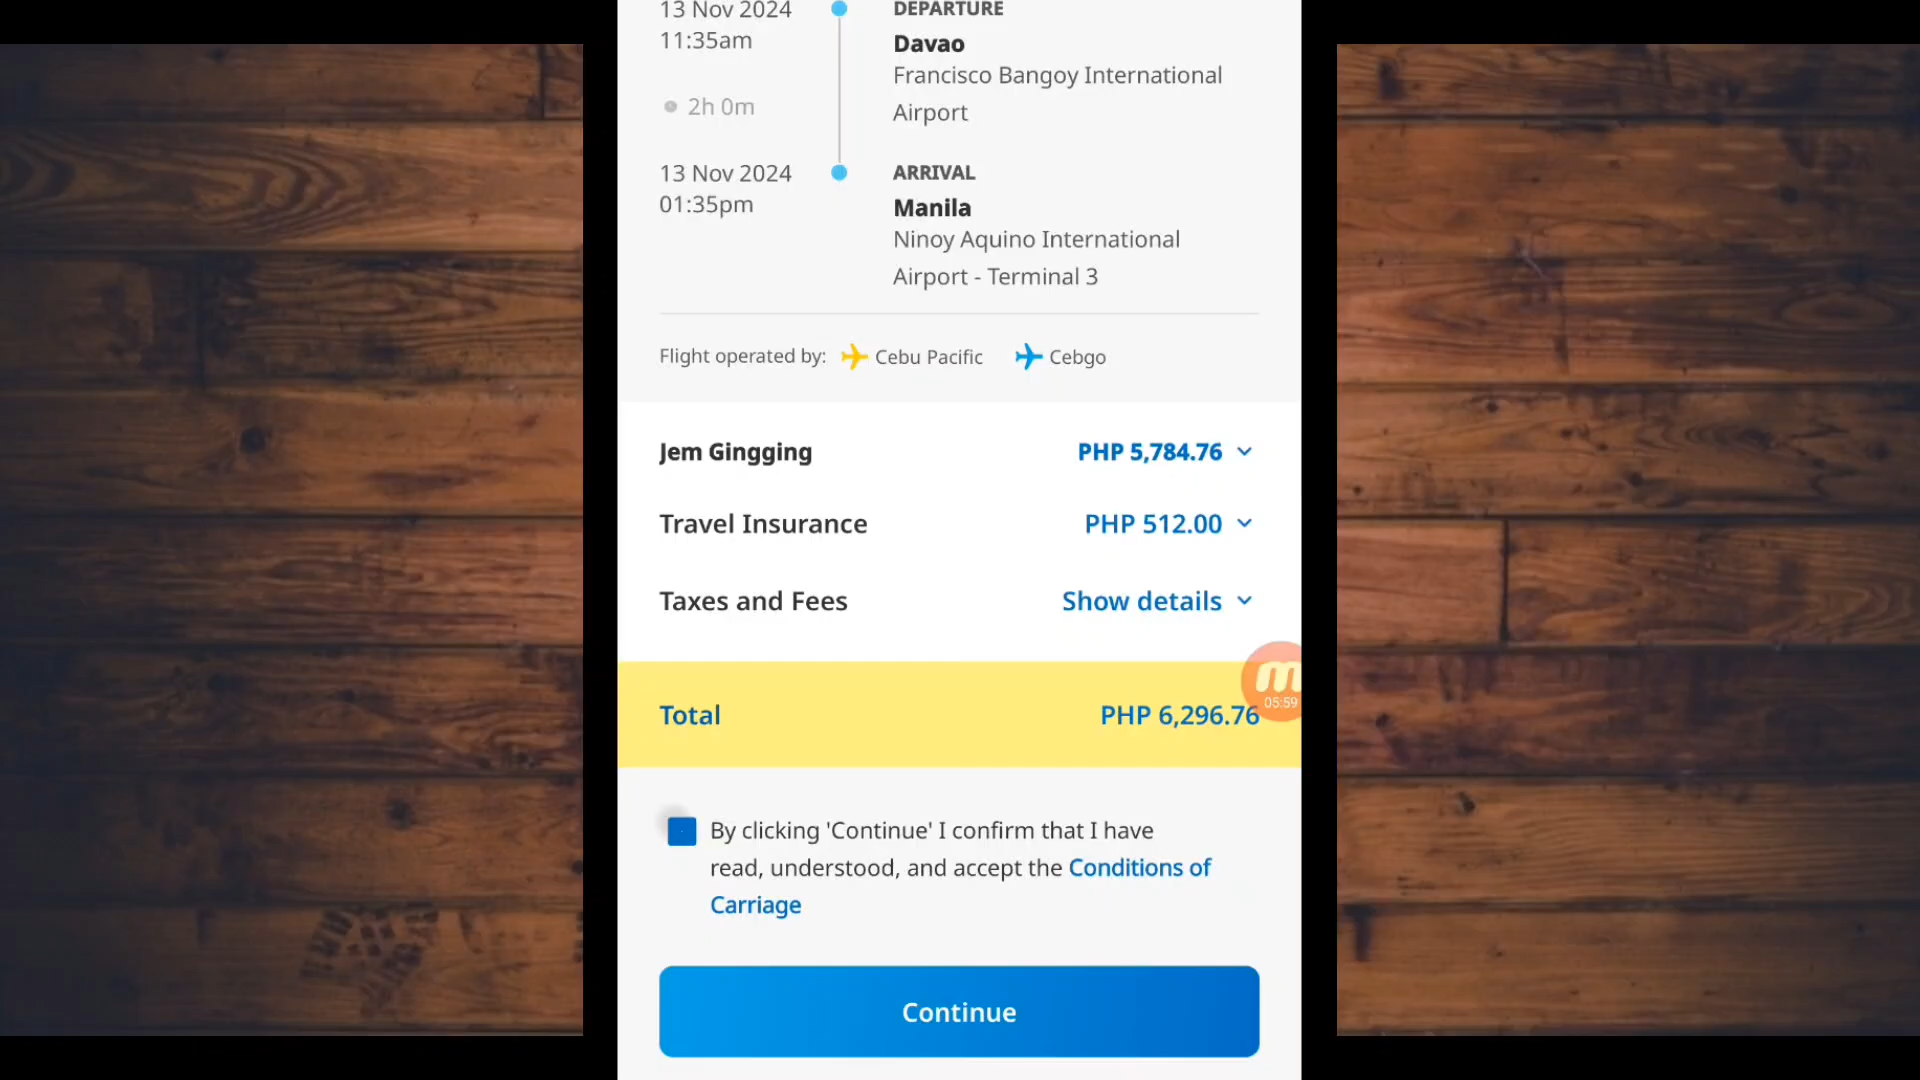 13 Nov 2024
11:35am
DEPARTURE
Davao
Francisco Bangoy International
Airport
2h 0m
13 Nov 2024
01:35pm
ARRIVAL
Manila
Ninoy Aquino International
Airport - Terminal 3
Flight operated by: Cebu Pacific Cebgo
Jem Gingging PHP 5,784.76
Travel Insurance PHP 512.00
Taxes and Fees Show details
m
05:59
Total PHP 6,296.76
By clicking 'Continue' I confirm that I have
read, understood, and accept the Conditions of
Carriage
Continue